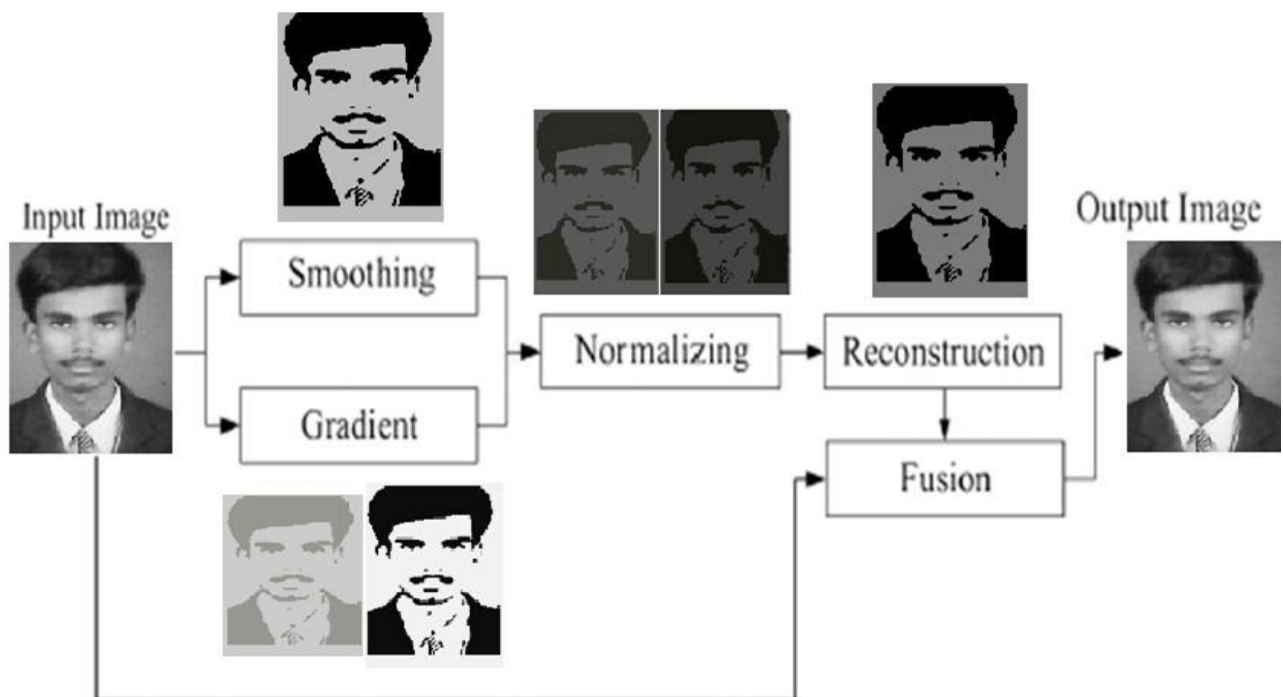 Input Image
Output Image
Smoothing
Normalizing
Reconstruction
Gradient
Fusion